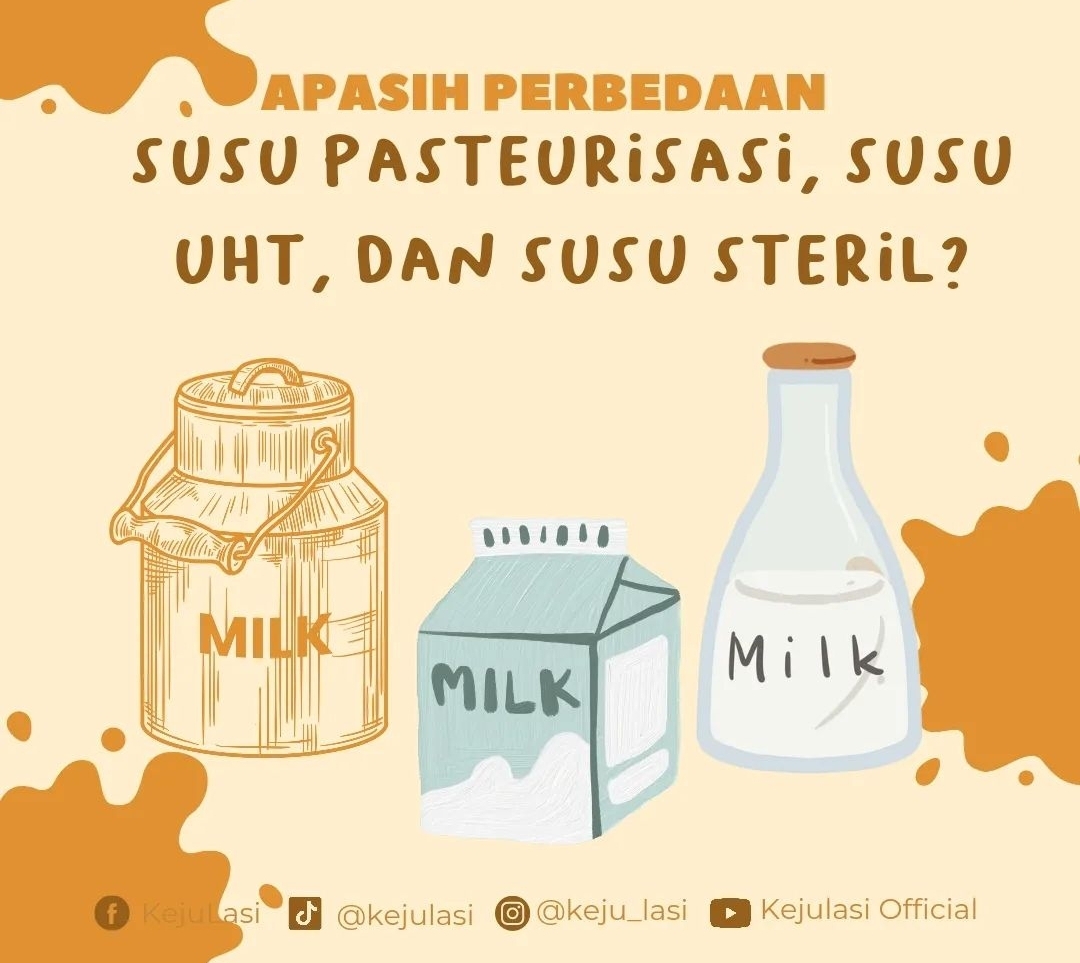 APASIH PERBEDAAN
SUSU PASTEURiSASi, SUSU
UHT, DAN SUSU STERiL?
MILK
MILK
Milk
KejuLasi @kejulasi @keju_lasi Kejulasi Official